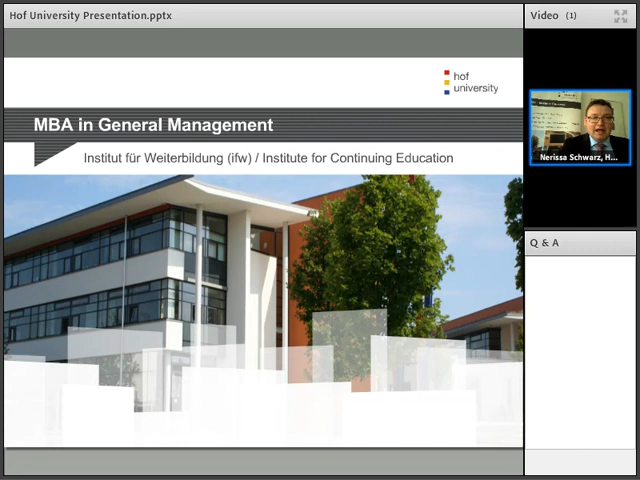 Hof University Presentation.pptx
Video (1)
hof
university
MBA in General Management
Institut für Weiterbildung (ifw) / Institute for Continuing Education
Nerissa Schwarz, H...
Q & A